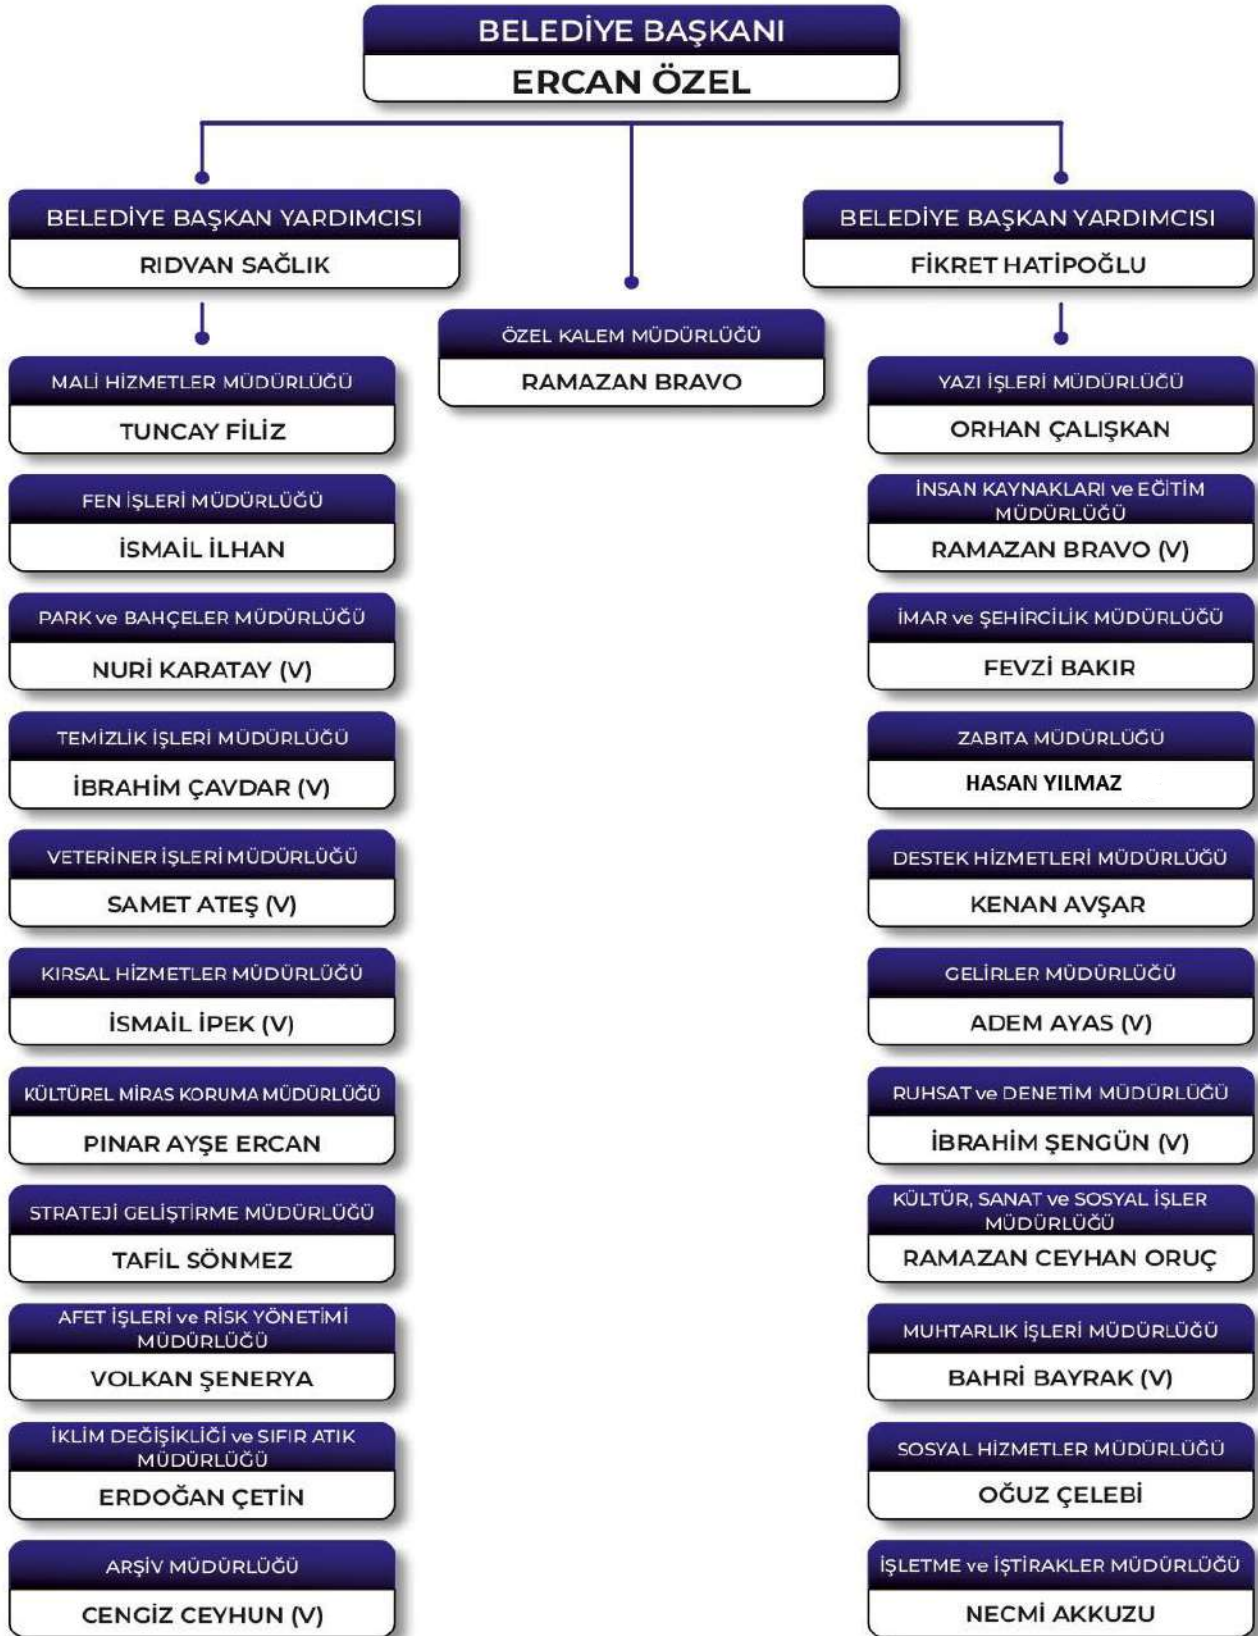 BELEDİYE BAŞKANI
ERCAN ÖZEL
BELEDİYE BAŞKAN YARDIMCISI
RIDVAN SAĞLIK
BELEDİYE BAŞKAN YARDIMCISI
FİKRET HATİPOĞLU
ÖZEL KALEM MÜDÜRLÜĞÜ
RAMAZAN BRAVO
MALİ HİZMETLER MÜDÜRLÜĞÜ
TUNCAY FİLİZ
FEN İŞLERİ MÜDÜRLÜĞÜ
İSMAİL İLHAN
PARK ve BAHÇELER MÜDÜRLÜĞÜ
NURİ KARATAY (V)
TEMİZLİK İŞLERİ MÜDÜRLÜĞÜ
İBRAHİM ÇAVDAR (V)
VETERİNER İŞLERİ MÜDÜRLÜĞÜ
SAMET ATEŞ (V)
KIRSAL HİZMETLER MÜDÜRLÜĞÜ
İSMAİL İPEK (V)
KÜLTÜREL MİRAS KORUMA MÜDÜRLÜĞÜ
PINAR AYŞE ERCAN
STRATEJİ GELİŞTİRME MÜDÜRLÜĞÜ
TAFİL SÖNMEZ
AFET İŞLERİ ve RİSK YÖNETİMİ
MÜDÜRLÜĞÜ
VOLKAN ŞENERYA
İKLİM DEĞİŞİKLİĞİ ve SIFIR ATIK
MÜDÜRLÜĞÜ
ERDOĞAN ÇETİN
ARŞİV MÜDÜRLÜĞÜ
CENGİZ CEYHUN (V)
YAZI İŞLERİ MÜDÜRLÜĞÜ
ORHAN ÇALIŞKAN
İNSAN KAYNAKLARI ve EĞİTİM
MÜDÜRLÜĞÜ
RAMAZAN BRAVO (V)
İMAR ve ŞEHİRCİLİK MÜDÜRLÜĞÜ
FEVZİ BAKIR
ZABITA MÜDÜRLÜĞÜ
HASAN YILMAZ
DESTEK HİZMETLERİ MÜDÜRLÜĞÜ
KENAN AVŞAR
GELİRLER MÜDÜRLÜĞÜ
ADEM AYAS (V)
RUHSAT ve DENETİM MÜDÜRLÜĞÜ
İBRAHİM ŞENGÜN (V)
KÜLTÜR, SANAT ve SOSYAL İŞLER
MÜDÜRLÜĞÜ
RAMAZAN CEYHAN ORUÇ
MUHTARLIK İŞLERİ MÜDÜRLÜĞÜ
BAHRİ BAYRAK (V)
SOSYAL HİZMETLER MÜDÜRLÜĞÜ
OĞUZ ÇELEBİ
İŞLETME ve İŞTİRAKLER MÜDÜRLÜĞÜ
NECMİ AKKUZU